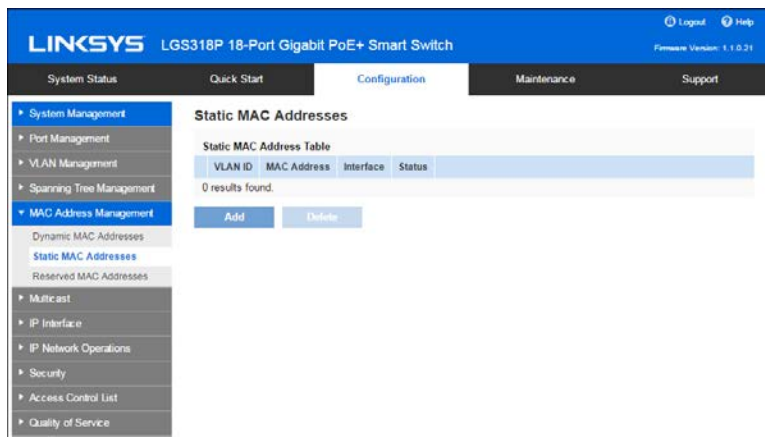 Logout Help
LINKSYS LGS318P 18-Port Gigabit PoE+ Smart Switch
Firmware Version: 1.1.0.21
System Status Quick Start Configuration Maintenance Support
System Management
Port Management
VLAN Management
Spanning Tree Management
MAC Address Management
Dynamic MAC Addresses
Static MAC Addresses
Reserved MAC Addresses
Multicast
IP Interface
IP Network Operations
Security
Access Control List
Quality of Service
Static MAC Addresses
Static MAC Address Table
VLAN ID MAC Address Interface Status
0 results found.
Add Delete